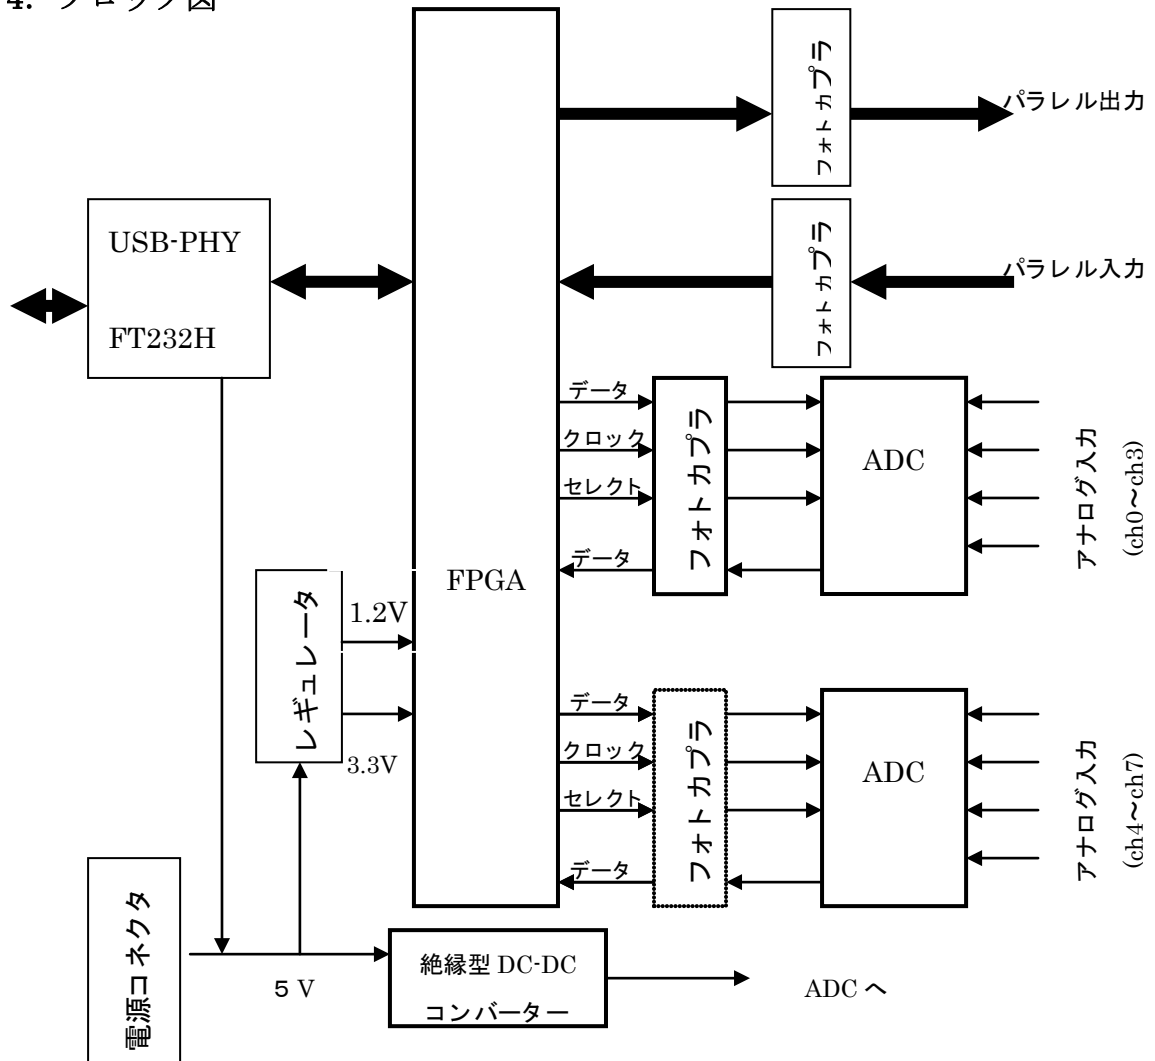 4. ブロック図
フォトカプラ
パラレル出力
USB-PHY
FT232H
フォトカプラ
パラレル入力
データ
クロック
セレクト
データ
フォトカプラ
ADC
アナログ入力
(ch0～ch3)
FPGA
レギュレータ
1.2V
3.3V
データ
クロック
セレクト
データ
フォトカプラ
ADC
アナログ入力
(ch4～ch7)
電源コネクタ
５V
絶縁型 DC-DC
コンバーター
ADC へ